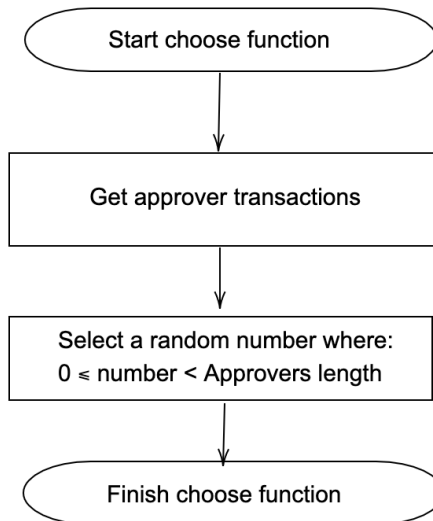 Start choose function
Get approver transactions
Select a random number where:
0 ≤ number < Approvers length
Finish choose function